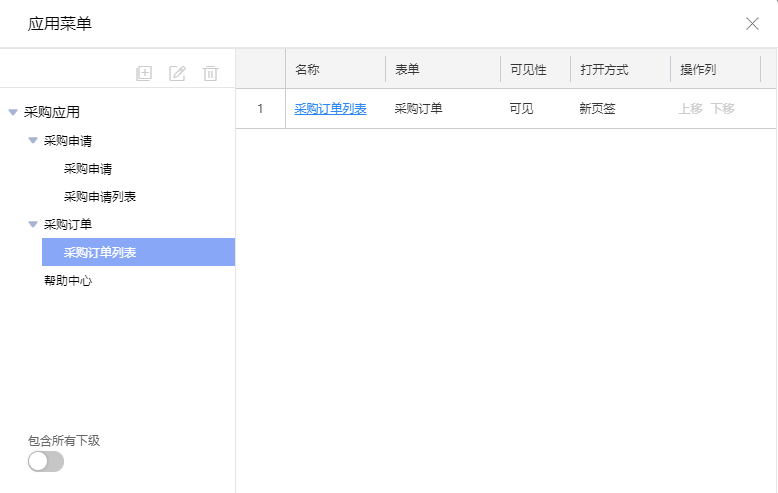 应用菜单
名称 表单 可见性 打开方式 操作列
1 采购订单列表 采购订单 可见 新页签 上移 下移
采购应用
采购申请
采购申请
采购申请列表
采购订单
采购订单列表
帮助中心
包含所有下级